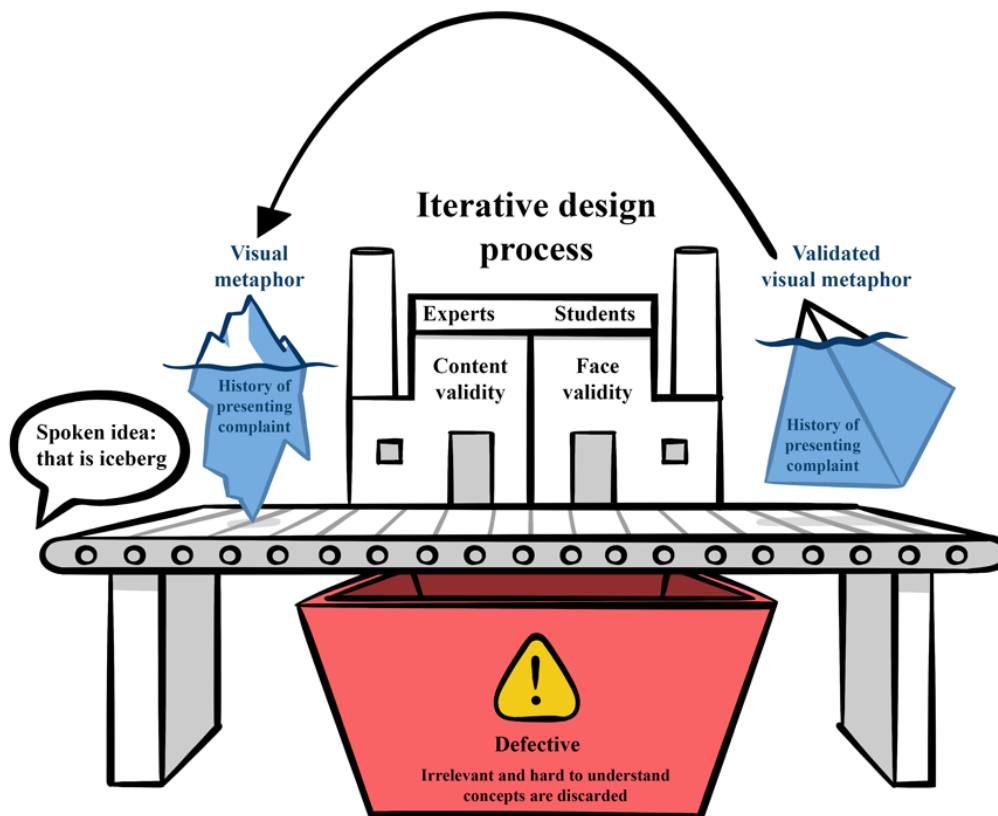 Iterative design
process
Visual
metaphor
Validated
visual metaphor
Experts
Students
Content
validity
Face
validity
History of
presenting
complaint
History of
presenting
complaint
Spoken idea:
that is iceberg
Defective
Irrelevant and hard to understand
concepts are discarded